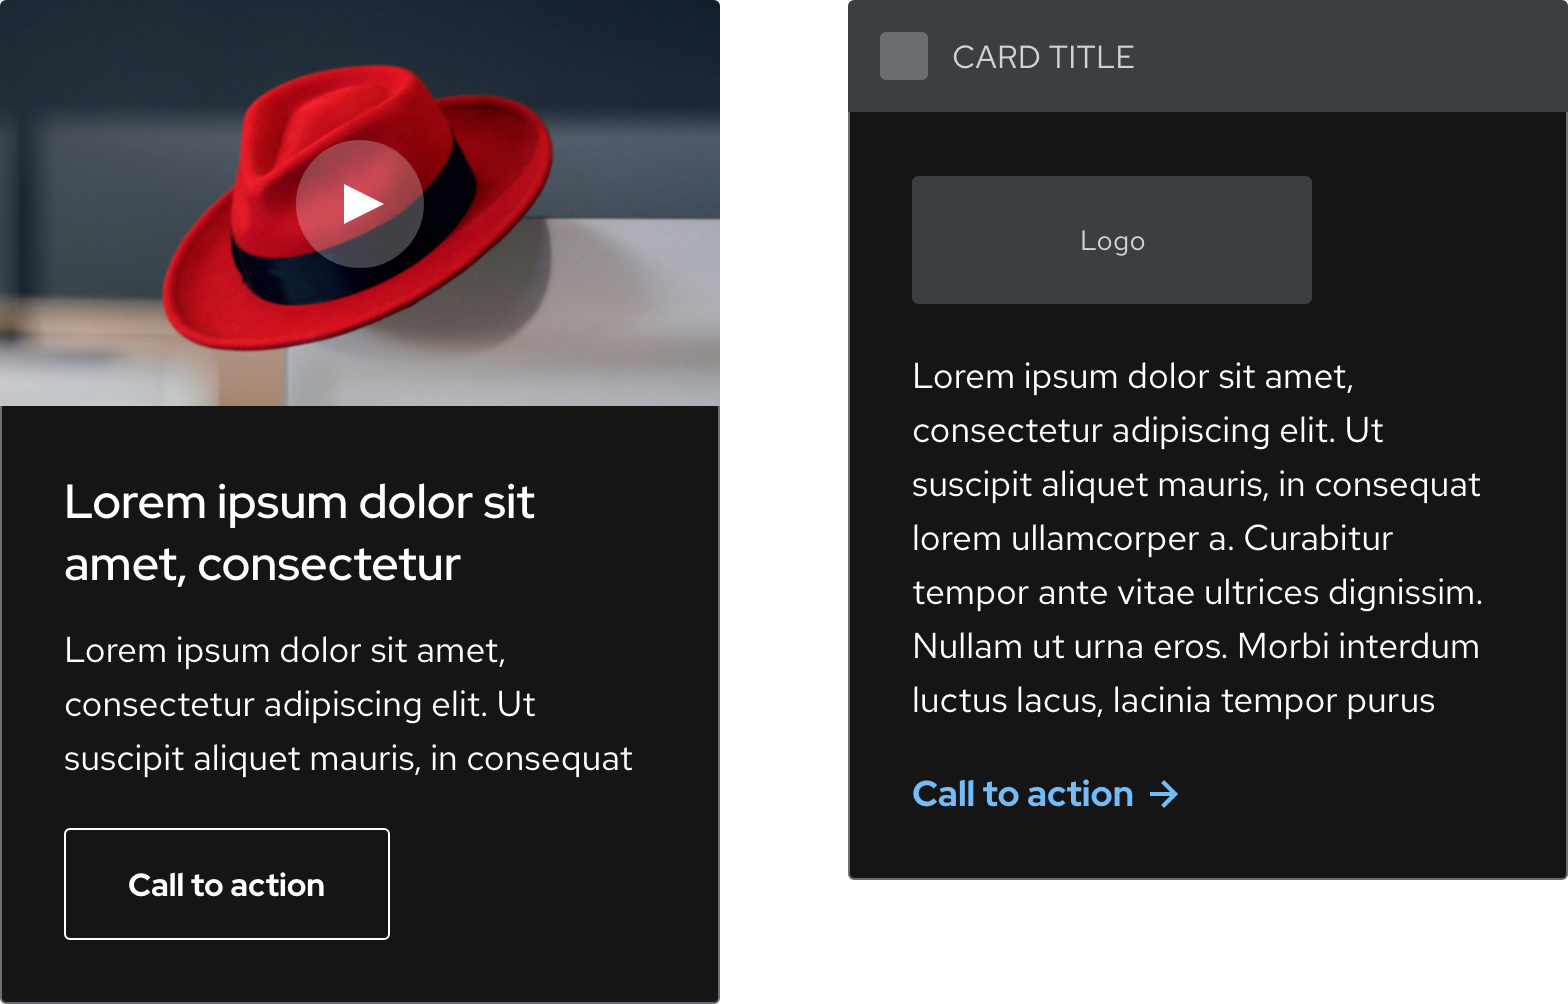 Lorem ipsum dolor sit
amet, consectetur
Lorem ipsum dolor sit amet,
consectetur adipiscing elit. Ut
suscipit aliquet mauris, in consequat
Call to action
CARD TITLE
Logo
Lorem ipsum dolor sit amet,
consectetur adipiscing elit. Ut
suscipit aliquet mauris, in consequat
lorem ullamcorper a. Curabitur
tempor ante vitae ultrices dignissim.
Nullam ut urna eros. Morbi interdum
luctus lacus, lacinia tempor purus
Call to action →